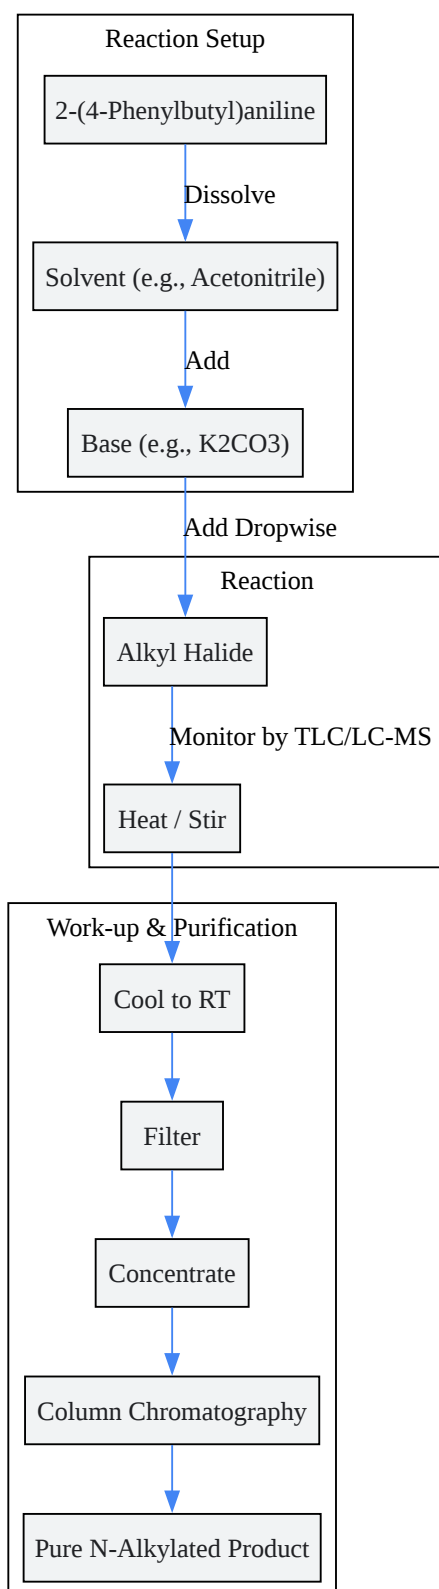 Reaction Setup
2-(4-Phenylbutyl)aniline
Dissolve
Solvent (e.g., Acetonitrile)
Add
Base (e.g., K2CO3)
Add Dropwise
Reaction
Alkyl Halide
Monitor by TLC/LC-MS
Heat / Stir
Work-up & Purification
Cool to RT
Filter
Concentrate
Column Chromatography
Pure N-Alkylated Product